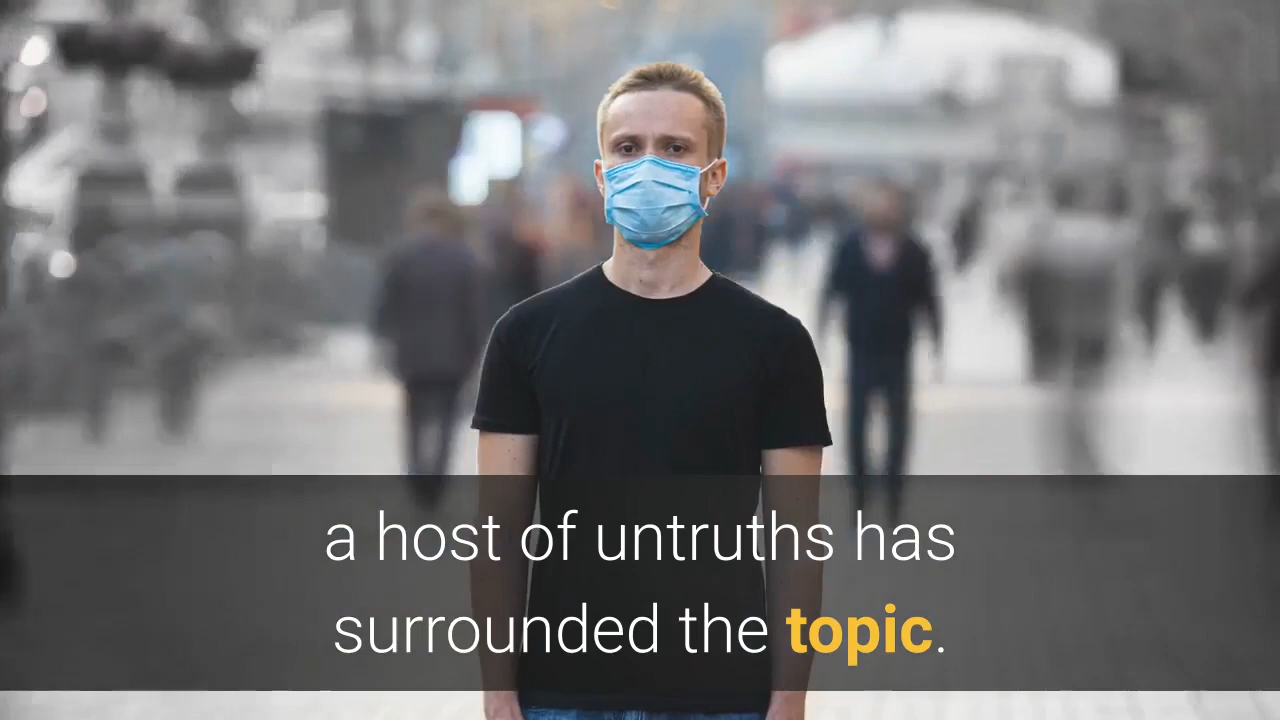 a host of untruths has
surrounded the topic.